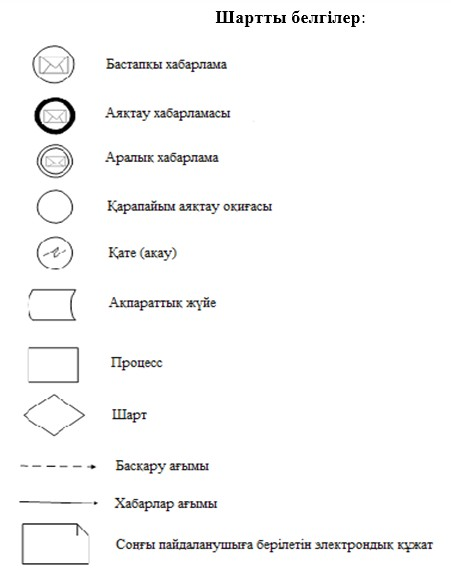 Шартты белгілер:
Бастапқы хабарлама
Аяқтау хабарламасы
Аралық хабарлама
Қарапайым аяқтау оқиғасы
Қате (ақау)
Ақпараттық жүйе
Процесс
Шарт
Басқару ағымы
Хабарлар ағымы
Соңғы пайдаланушыға берілетін электрондық құжат